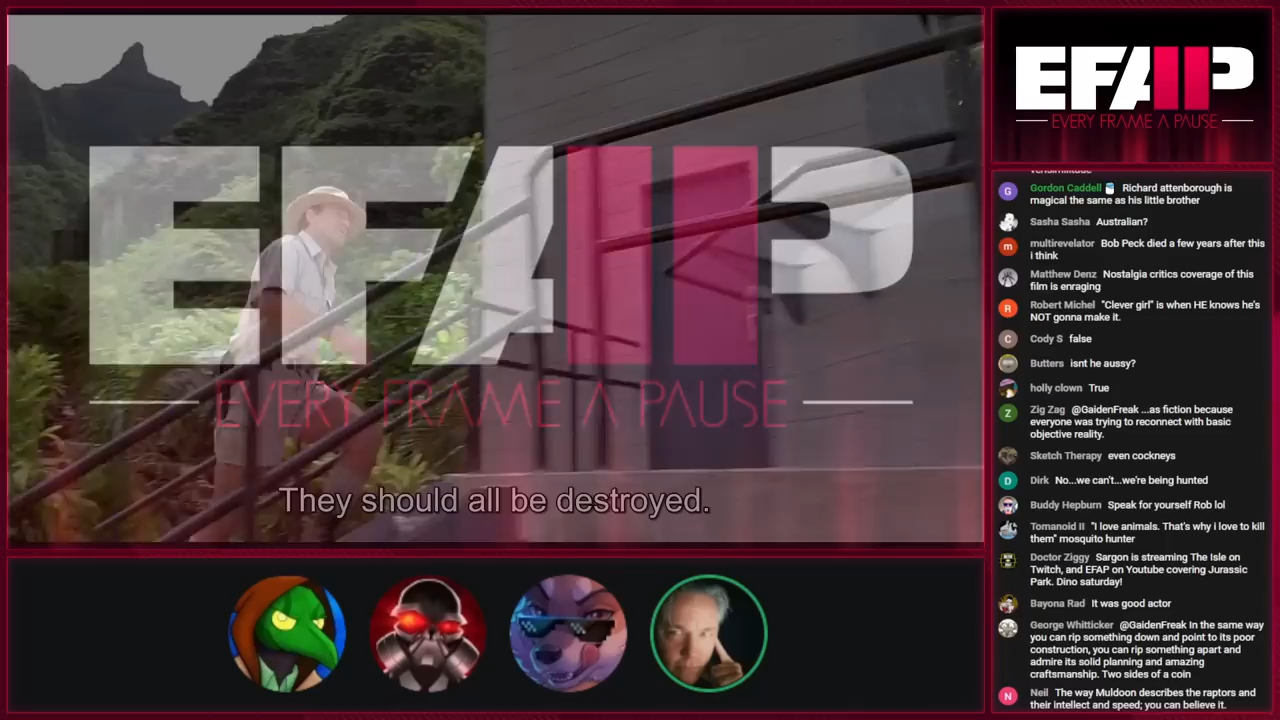 EFAP
EVERY FRAME A PAUSE
They should all be destroyed.
EFAP
EVERY FRAME A PAUSE
verisimilitude
Gordon Caddell Richard attenborough is
magical the same as his little brother
Sasha Sasha Australian?
multirevelator Bob Peck died a few years after this
i think
Matthew Denz Nostalgia critics coverage of this
film is enraging
Robert Michel "Clever girl" is when HE knows he's
NOT gonna make it.
Cody S false
Butters isnt he aussy?
holly clown True
Zig Zag @GaidenFreak ...as fiction because
everyone was trying to reconnect with basic
objective reality.
Sketch Therapy even cockneys
Dirk No...we can't...we're being hunted
Buddy Hepburn Speak for yourself Rob lol
Tomanoid II "I love animals. That's why i love to kill
them" mosquito hunter
Doctor Ziggy Sargon is streaming The Isle on
Twitch, and EFAP on Youtube covering Jurassic
Park. Dino saturday!
Bayona Rad It was good actor
George Whitticker @GaidenFreak In the same way
you can rip something down and point to its poor
construction, you can rip something apart and
admire its solid planning and amazing
craftsmanship. Two sides of a coin
Neil The way Muldoon describes the raptors and
their intellect and speed; you can believe it.